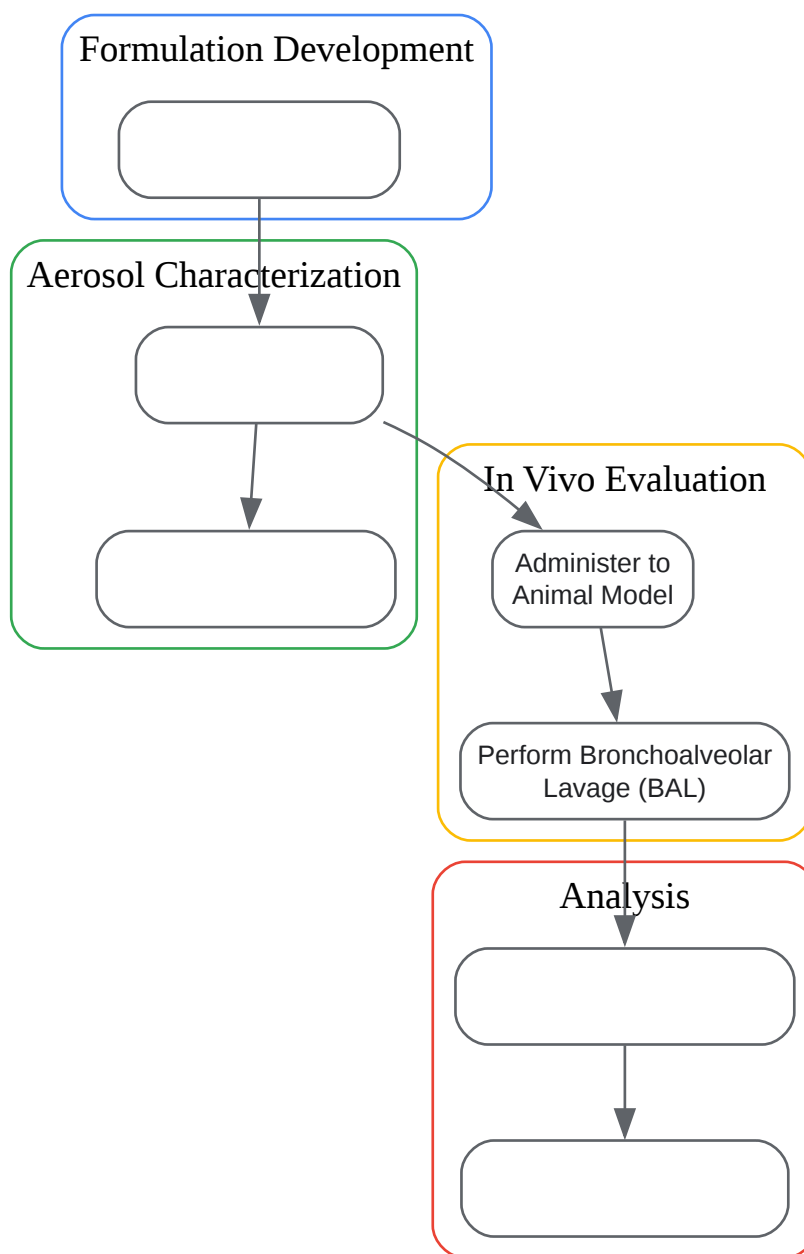 Formulation Development
Aerosol Characterization
In Vivo Evaluation
Administer to
Animal Model
Perform Bronchoalveolar
Lavage (BAL)
Analysis